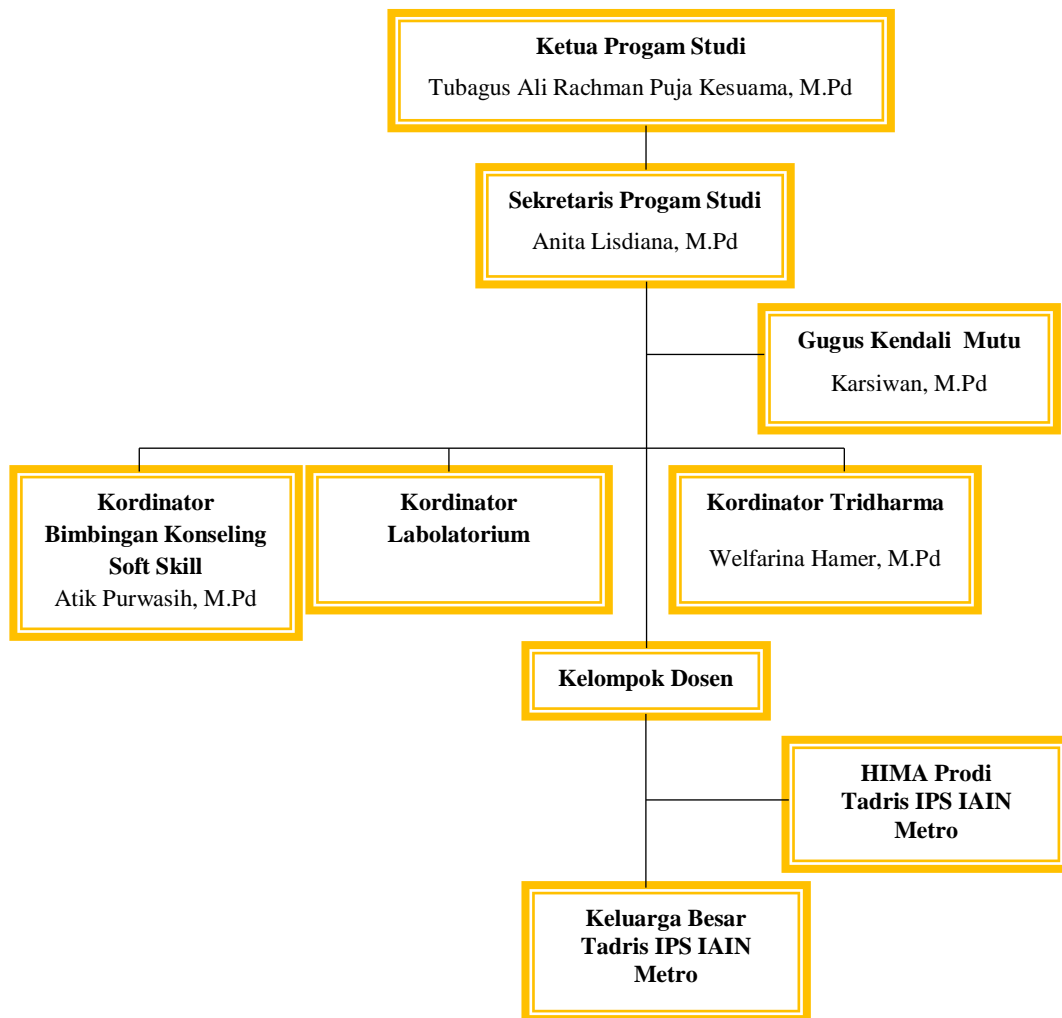 Ketua Progam Studi
Tubagus Ali Rachman Puja Kesuama, M.Pd
Sekretaris Progam Studi
Anita Lisdiana, M.Pd
Gugus Kendali Mutu
Karsiwan, M.Pd
Kordinator
Bimbingan Konseling
Soft Skill
Atik Purwasih, M.Pd
Kordinator
Labolatorium
Kordinator Tridharma
Welfarina Hamer, M.Pd
Kelompok Dosen
HIMA Prodi
Tadris IPS IAIN
Metro
Keluarga Besar
Tadris IPS IAIN
Metro